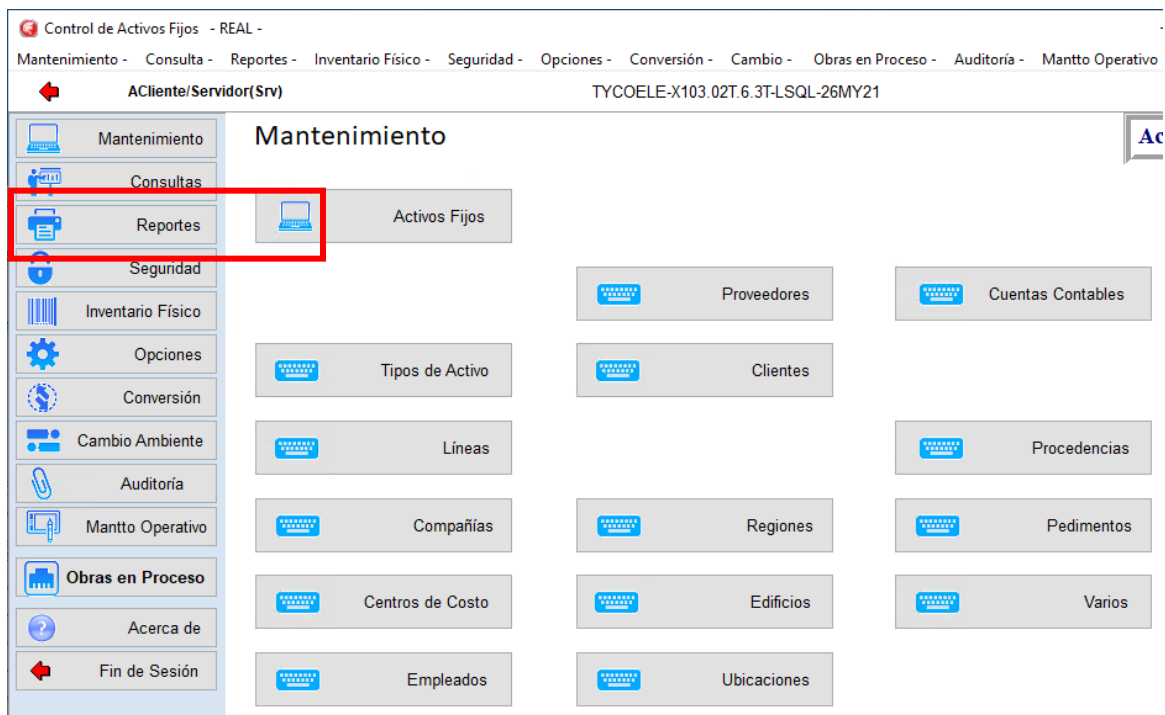 Control de Activos Fijos - REAL -
Mantenimiento - Consulta - Reportes - Inventario Físico - Seguridad - Opciones - Conversión - Cambio - Obras en Proceso - Auditoría - Mantto Operativo
ACliente/Servidor(Srv) TYCOELE-X103.02T.6.3T-LSQL-26MY21
Mantenimiento
Consultas
Reportes
Seguridad
Inventario Físico
Opciones
Conversión
Cambio Ambiente
Auditoría
Mantto Operativo
Obras en Proceso
Acerca de
Fin de Sesión
Mantenimiento
Activos Fijos
Proveedores Cuentas Contables
Tipos de Activo Clientes
Líneas Procedencias
Compañías Regiones Pedimentos
Centros de Costo Edificios Varios
Empleados Ubicaciones